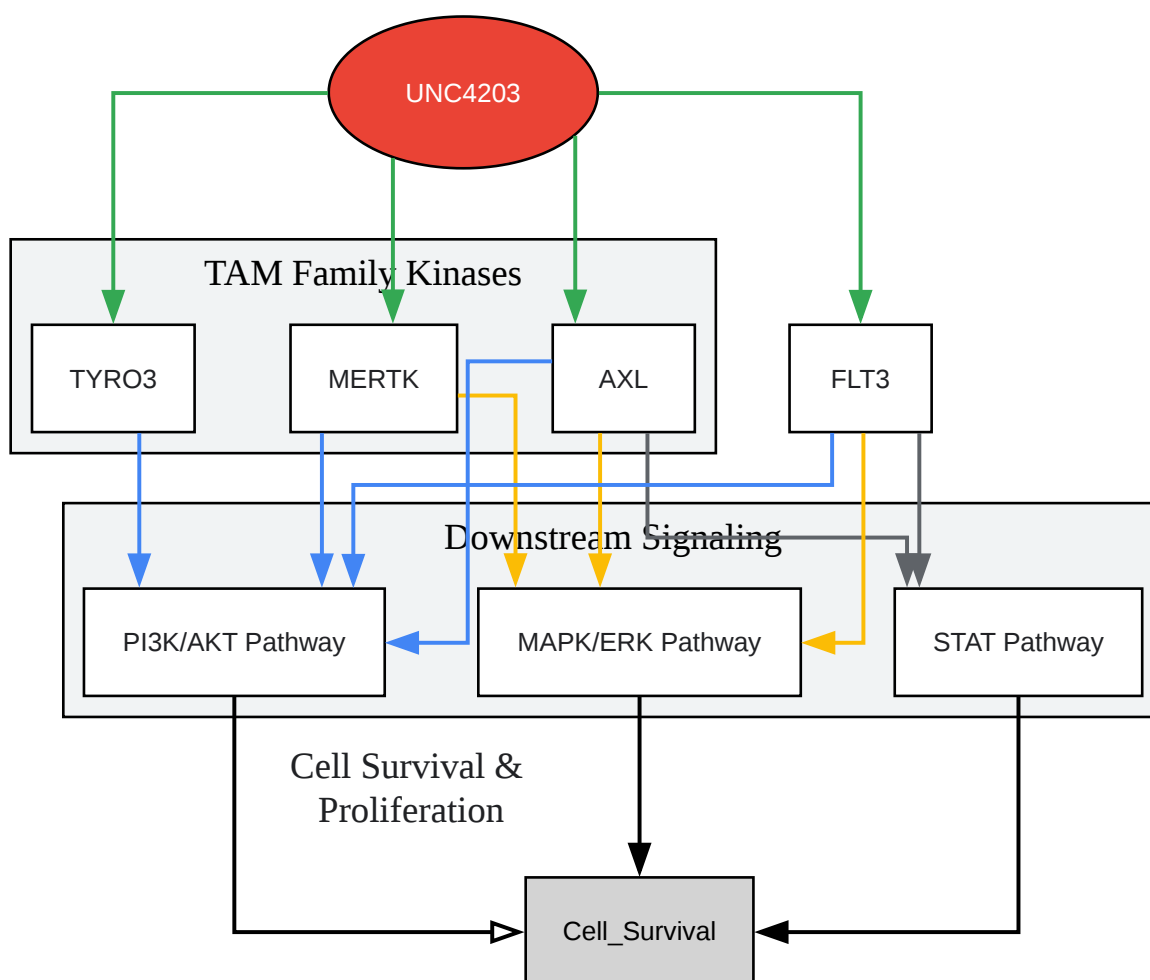 UNC4203
TAM Family Kinases
TYRO3
MERTK
AXL
FLT3
Downstream Signaling
PI3K/AKT Pathway
MAPK/ERK Pathway
STAT Pathway
Cell Survival &
Proliferation
Cell_Survival